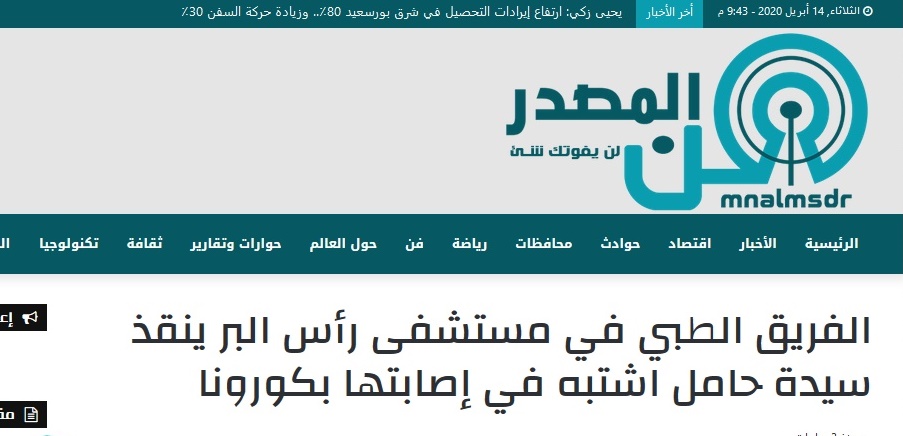 الثلاثاء, 14 أبريل 2020 - 9:43 م
أخر الأخبار
يحيى زكي: ارتفاع إيرادات التحصيل في شرق بورسعيد 80٪.. وزيادة حركة السفن 30٪
من المصدر
لن يفوتك شئ
mnalmsdr
الرئيسية الأخبار اقتصاد حوادث محافظات رياضة فن حول العالم حوارات وتقارير ثقافة تكنولوجيا
الفريق الطبي في مستشفى رأس البر ينقذ
سيدة حامل اشتبه في إصابتها بكورونا